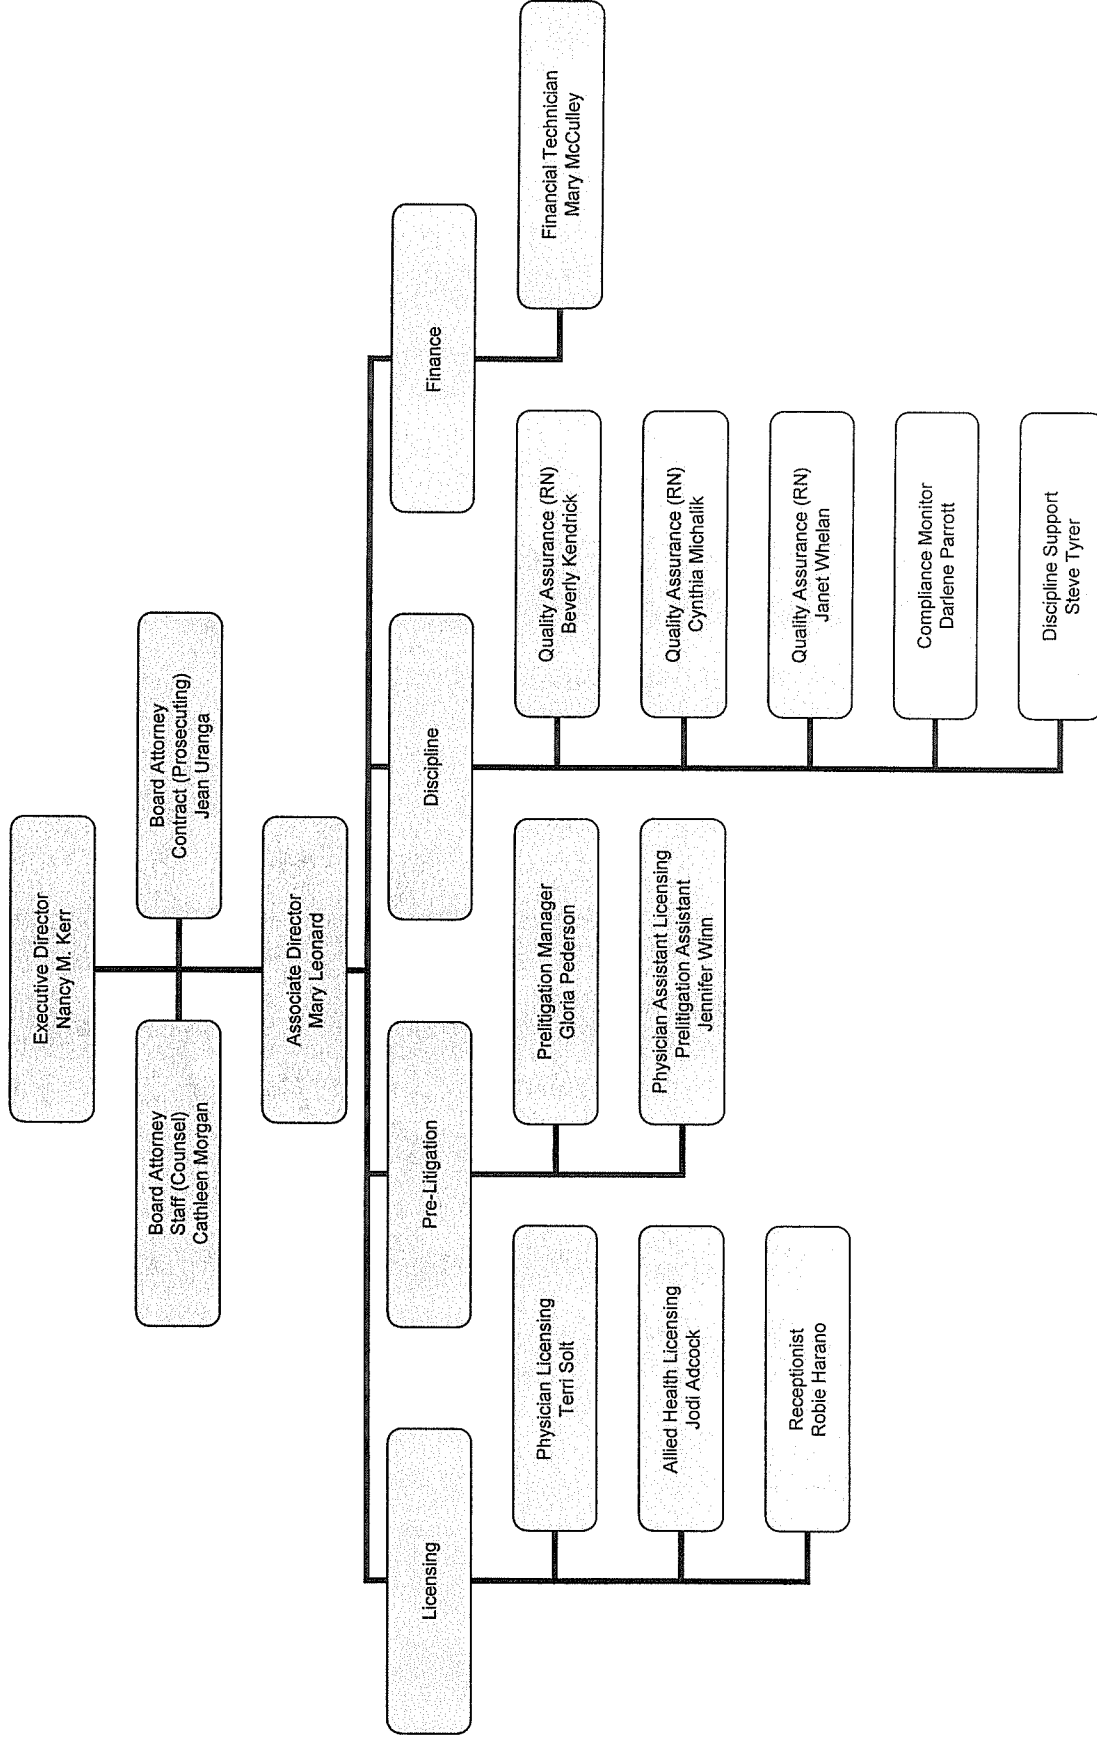 Executive Director
Nancy M. Kerr
Board Attorney
Staff (Counsel)
Cathleen Morgan
Board Attorney
Contract (Prosecuting)
Jean Uranga
Associate Director
Mary Leonard
Licensing
Physician Licensing
Terri Solt
Allied Health Licensing
Jodi Adcock
Receptionist
Robie Harano
Pre-Litigation
Prelitigation Manager
Gloria Pederson
Physician Assistant Licensing
Prelitigation Assistant
Jennifer Winn
Discipline
Quality Assurance (RN)
Beverly Kendrick
Quality Assurance (RN)
Cynthia Michalik
Quality Assurance (RN)
Janet Whelan
Compliance Monitor
Darlene Parrott
Discipline Support
Steve Tyrer
Finance
Financial Technician
Mary McCulley